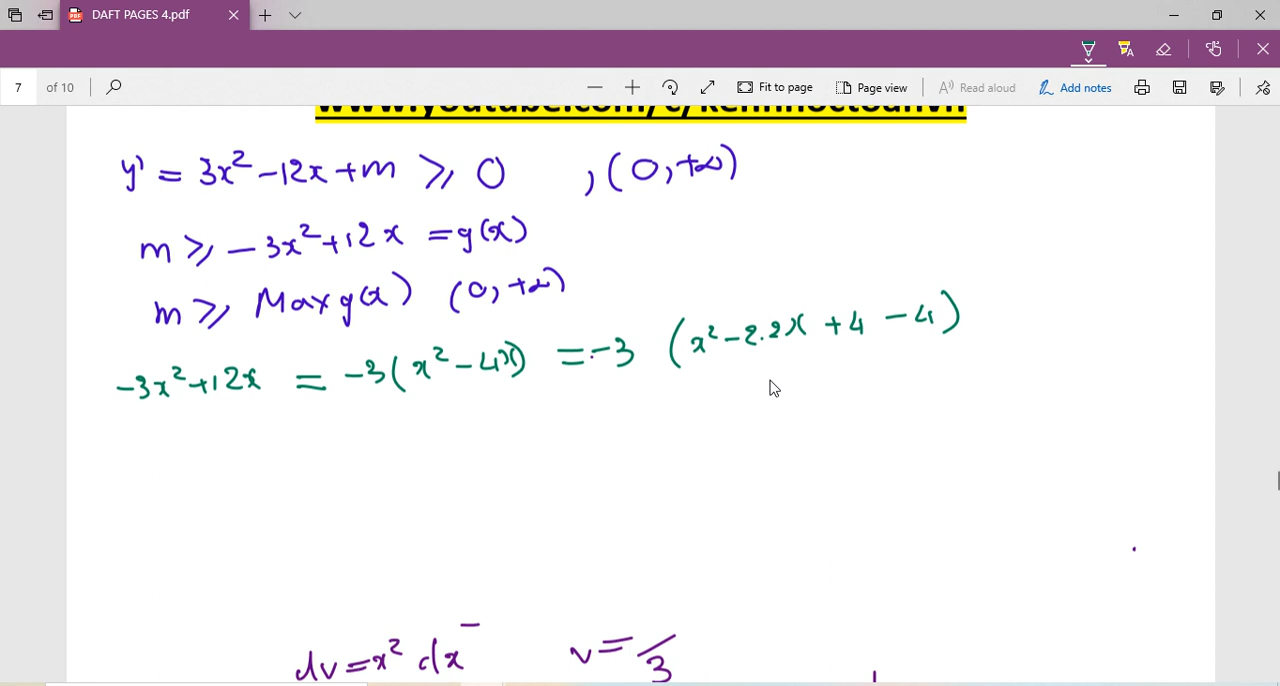 DAFT PAGES 4.pdf
7 of 10
Fit to page
Page view
Read aloud
Add notes
y' = 3x² - 12x + m ≥ 0 , (0, +∞)
m ≥ -3x² + 12x = g(x)
m ≥ Max g(x) (0, +∞)
-3x² + 12x = -3(x² - 4x) = -3 (x² - 2.2x + 4 - 4)
dv = x² dx
v = /3